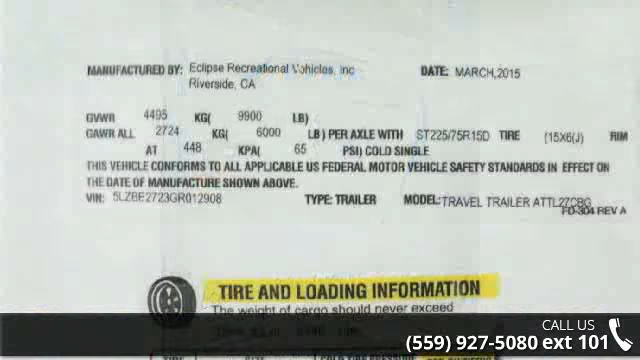 MANUFACTURED BY: Eclipse Recreational Vehicles, Inc DATE: MARCH,2015
Riverside, CA
GVWR 4495 KG( 9900 LB)
GAWR ALL 2724 KG( 6000 LB) PER AXLE WITH ST225/75R15D TIRE (15X6(J) RIM
AT 448 KPA( 65 PSI) COLD SINGLE
THIS VEHICLE CONFORMS TO ALL APPLICABLE US FEDERAL MOTOR VEHICLE SAFETY STANDARDS IN EFFECT ON
THE DATE OF MANUFACTURE SHOWN ABOVE.
VIN: 5LZBE2723GR012908 TYPE: TRAILER MODEL: TRAVEL TRAILER ATTL27CBG
FD-304 REV A
TIRE AND LOADING INFORMATION
The weight of cargo should never exceed
CALL US
(559) 927-5080 ext 101